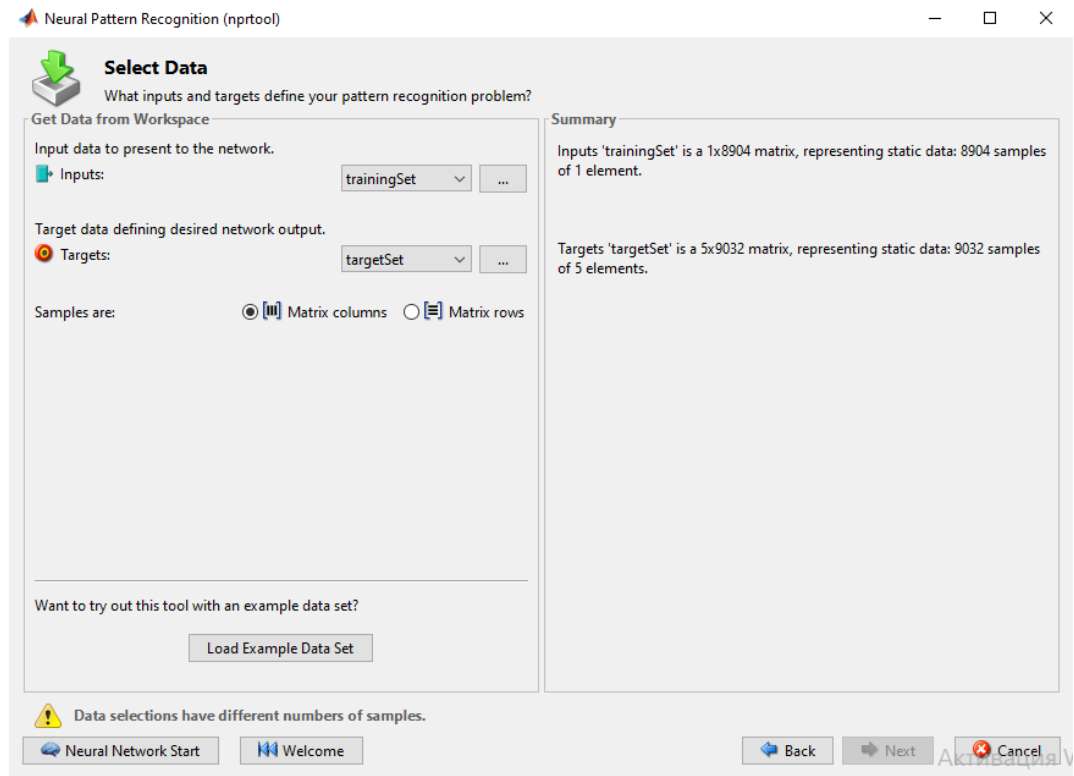 Neural Pattern Recognition (nprtool)
Select Data
What inputs and targets define your pattern recognition problem?
Get Data from Workspace
Input data to present to the network.
Inputs:
trainingSet
...
Target data defining desired network output.
Targets:
targetSet
...
Samples are:
Matrix columns
Matrix rows
Want to try out this tool with an example data set?
Load Example Data Set
Summary
Inputs 'trainingSet' is a 1x8904 matrix, representing static data: 8904 samples
of 1 element.
Targets 'targetSet' is a 5x9032 matrix, representing static data: 9032 samples
of 5 elements.
Data selections have different numbers of samples.
Neural Network Start
Welcome
Back
Next
Cancel